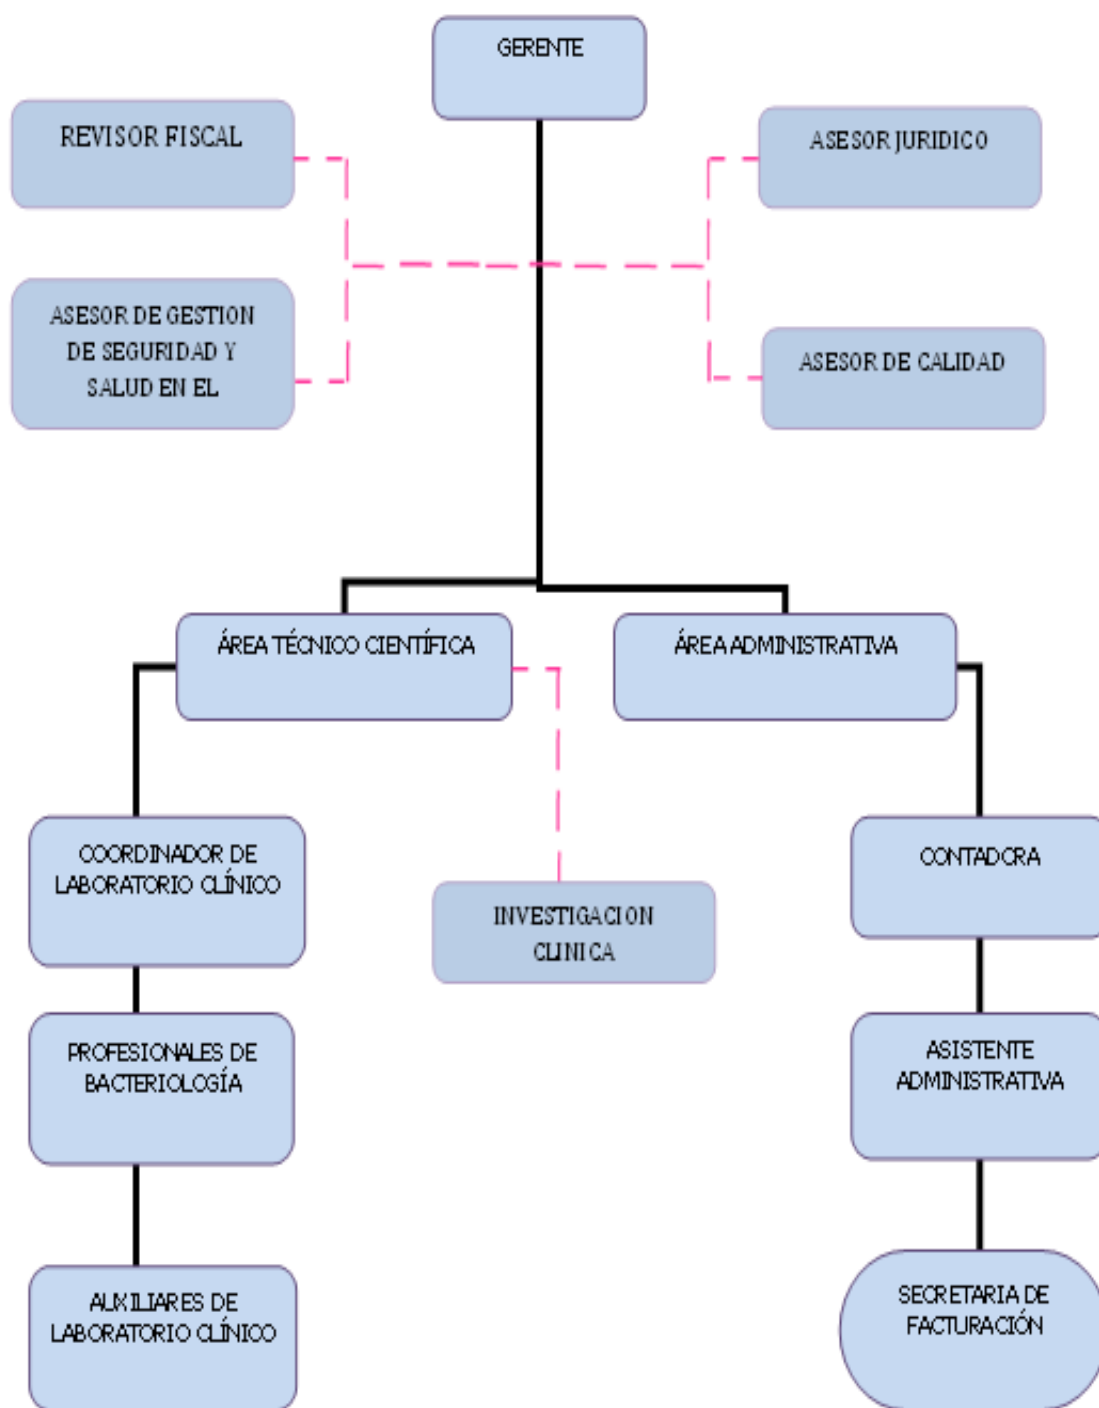 GERENTE
REVISOR FISCAL
ASESOR JURIDICO
ASESOR DE GESTION
DE SEGURIDAD Y
SALUD EN EL
ASESOR DE CALIDAD
ÁREA TÉCNICO CIENTÍFICA
ÁREA ADMINISTRATIVA
COORDINADOR DE
LABORATORIO CLÍNICO
CONTADORA
INVESTIGACION
CLINICA
PROFESIONALES DE
BACTERIOLOGÍA
ASISTENTE
ADMINISTRATIVA
AUXILIARES DE
LABORATORIO CLÍNICO
SECRETARIA DE
FACTURACIÓN